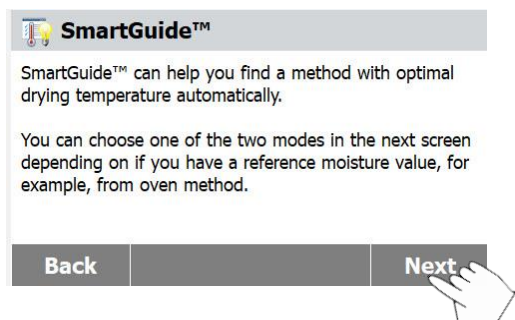 SmartGuide™
SmartGuide™ can help you find a method with optimal
drying temperature automatically.
You can choose one of the two modes in the next screen
depending on if you have a reference moisture value, for
example, from oven method.
Back Next